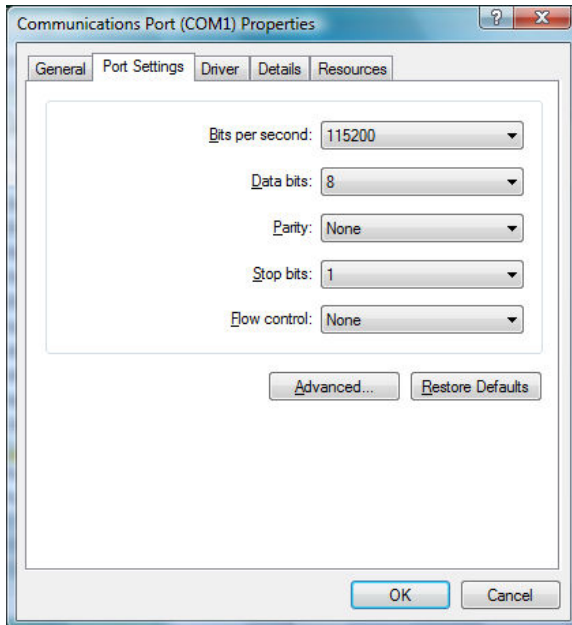 Communications Port (COM1) Properties
?
X
General Port Settings Driver Details Resources
Bits per second: 115200
Data bits: 8
Parity: None
Stop bits: 1
Flow control: None
Advanced... Restore Defaults
OK Cancel